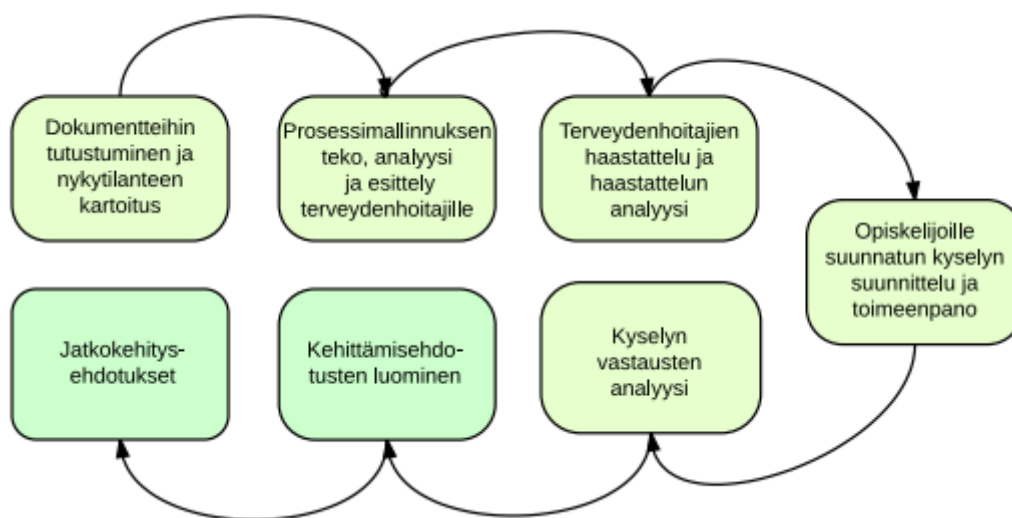 Dokumentteihin
tutustuminen ja
nykytilanteen
kartoitus
Prosessimallinnuksen
teko, analyysi
ja esittely
terveydenhoitajille
Terveydenhoitajien
haastattelu ja
haastattelun
analyysi
Opiskelijoille
suunnatun kyselyn
suunnittelu ja
toimeenpano
Kyselyn
vastausten
analyysi
Kehittämisehdo-
tusten luominen
Jatkokehitys-
ehdotukset